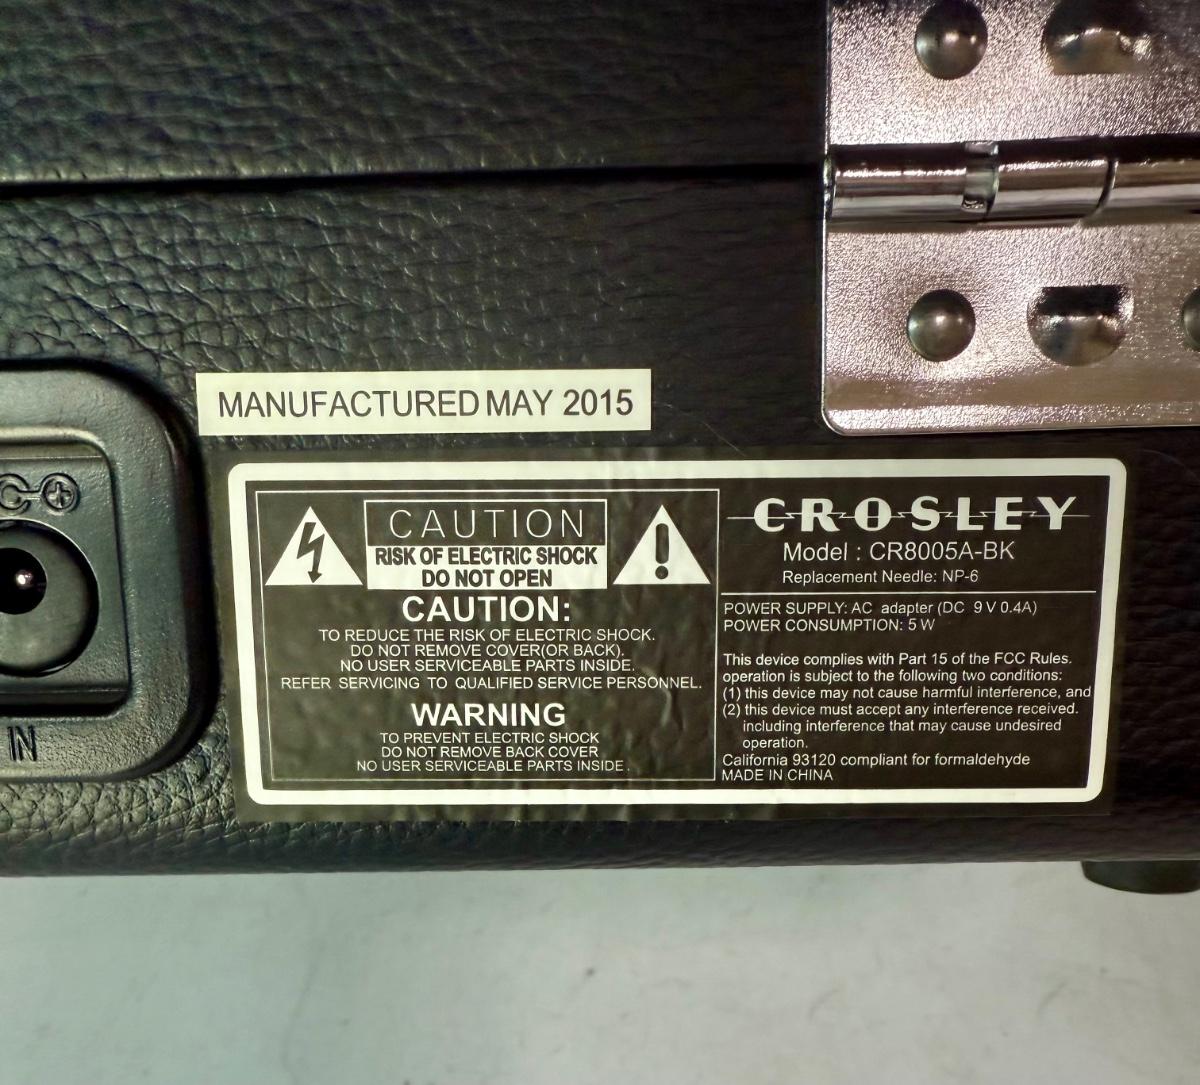 MANUFACTURED MAY 2015
CAUTION
RISK OF ELECTRIC SHOCK
DO NOT OPEN
CAUTION:
TO REDUCE THE RISK OF ELECTRIC SHOCK.
DO NOT REMOVE COVER(OR BACK).
NO USER SERVICEABLE PARTS INSIDE.
REFER SERVICING TO QUALIFIED SERVICE PERSONNEL.
WARNING
TO PREVENT ELECTRIC SHOCK
DO NOT REMOVE BACK COVER
NO USER SERVICEABLE PARTS INSIDE.
CROSLEY
Model : CR8005A-BK
Replacement Needle: NP-6
POWER SUPPLY: AC adapter (DC 9 V 0.4A)
POWER CONSUMPTION: 5 W
This device complies with Part 15 of the FCC Rules.
operation is subject to the following two conditions:
(1) this device may not cause harmful interference, and
(2) this device must accept any interference received.
including interference that may cause undesired
operation.
California 93120 compliant for formaldehyde
MADE IN CHINA
IN